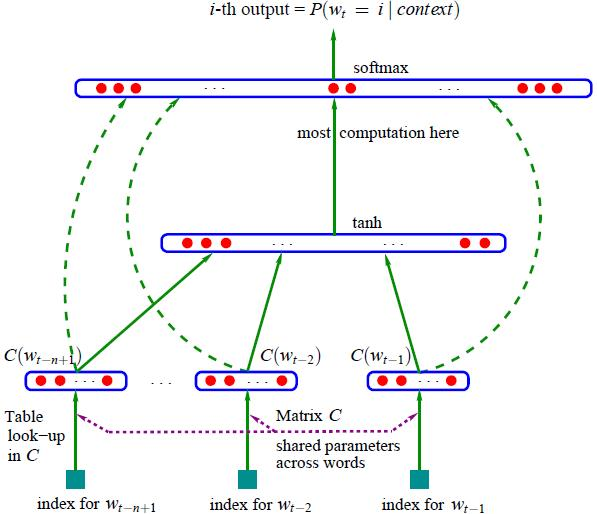 i-th output = P(w_t = i | context)
softmax
. . .
. . .
most computation here
tanh
. . .
. . .
C(w_{t−n+1})
C(w_{t−2})
C(w_{t−1})
. . .
. . .
. . .
. . .
Table
look−up
in C
Matrix C
shared parameters
across words
index for w_{t−n+1}
index for w_{t−2}
index for w_{t−1}